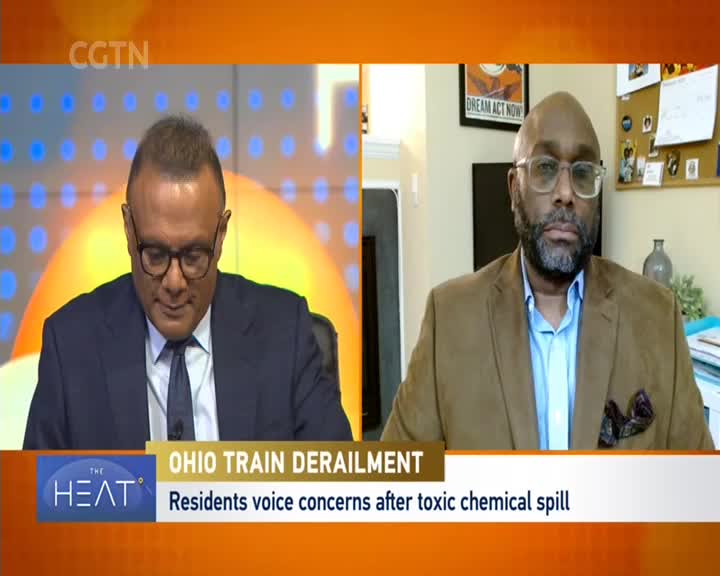 CGTN
DREAM ACT NOW!
THE
HEAT
OHIO TRAIN DERAILMENT
Residents voice concerns after toxic chemical spill